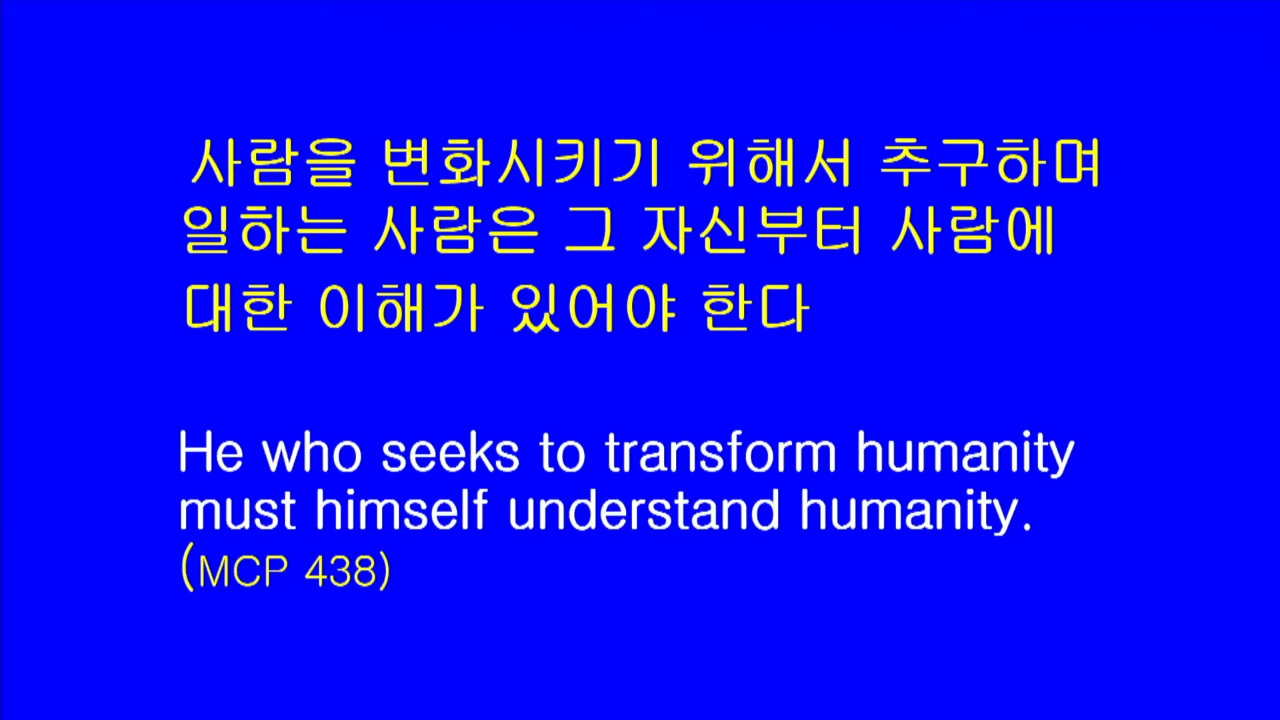 사람을 변화시키기 위해서 추구하며
일하는 사람은 그 자신부터 사람에
대한 이해가 있어야 한다
He who seeks to transform humanity
must himself understand humanity.
(MCP 438)